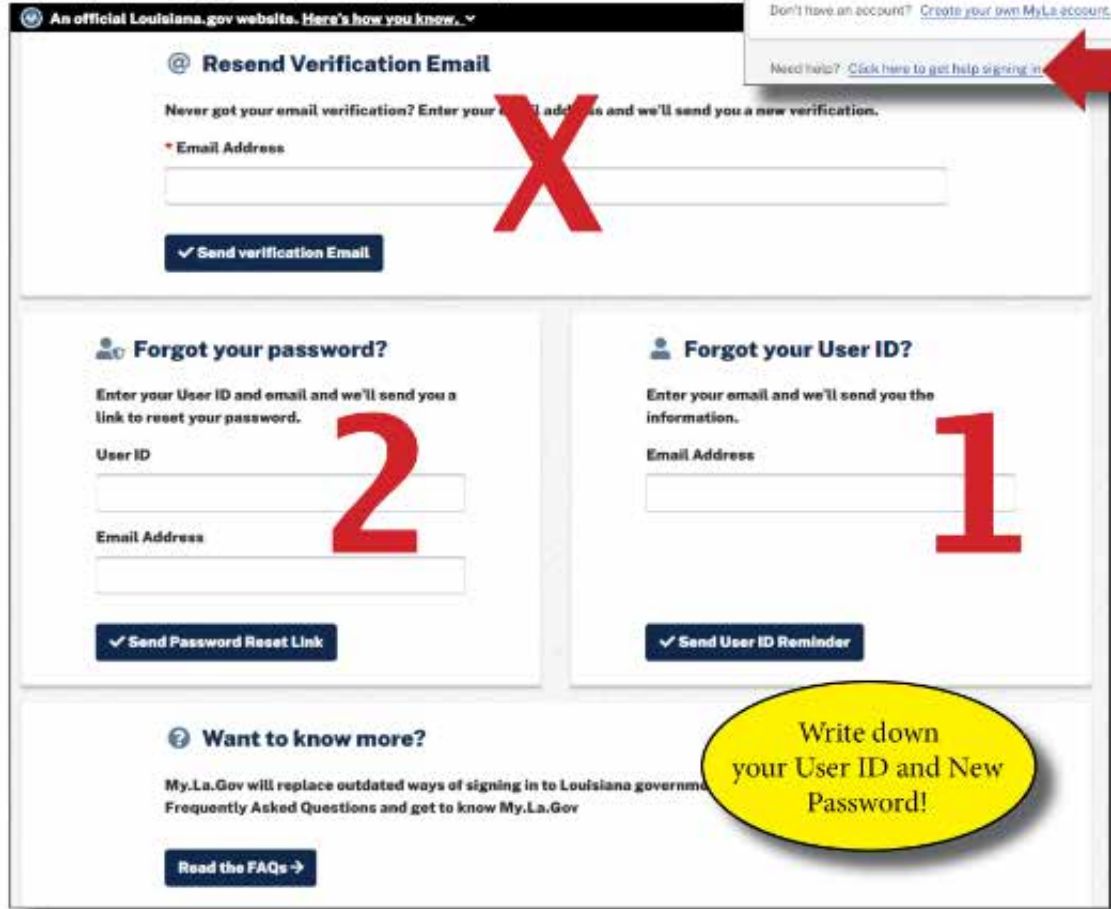 An official Louisiana.gov website. Here's how you know.
Don't have an account? Create your own MyLa account.
Need help? Click here to get help signing in
@ Resend Verification Email
Never got your email verification? Enter your email address and we'll send you a new verification.
* Email Address
X
✓ Send verification Email
Forgot your password?
Enter your User ID and email and we'll send you a
link to reset your password.
User ID
Email Address
2
✓ Send Password Reset Link
Forgot your User ID?
Enter your email and we'll send you the
information.
Email Address
1
✓ Send User ID Reminder
? Want to know more?
My.La.Gov will replace outdated ways of signing in to Louisiana
Frequently Asked Questions and get to know My.La.Gov
Read the FAQs →
Write down
your User ID and New
Password!